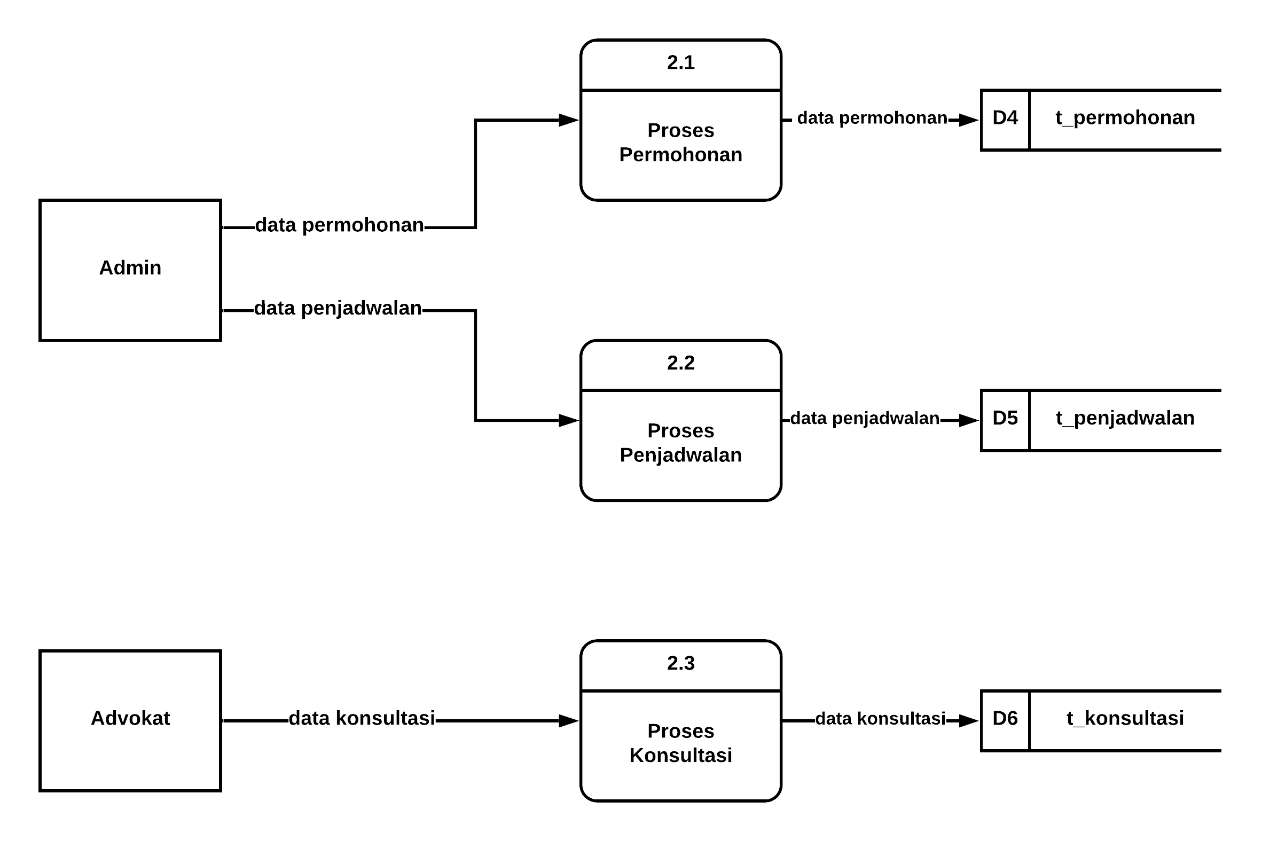 2.1
Proses
Permohonan
data permohonan
D4
t_permohonan
data permohonan
Admin
data penjadwalan
2.2
Proses
Penjadwalan
data penjadwalan
D5
t_penjadwalan
2.3
Proses
Konsultasi
Advokat
data konsultasi
data konsultasi
D6
t_konsultasi